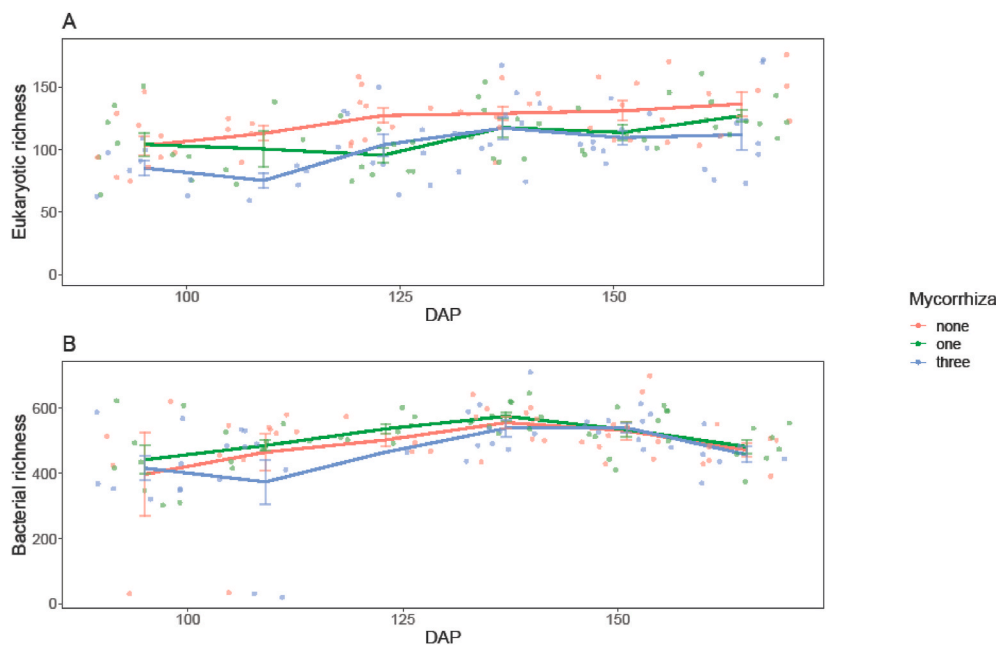 A
Eukaryotic richness
150
100
50
0
100
125
150
DAP
B
Bacterial richness
600
400
200
0
100
125
150
DAP
Mycorrhiza
none
one
three